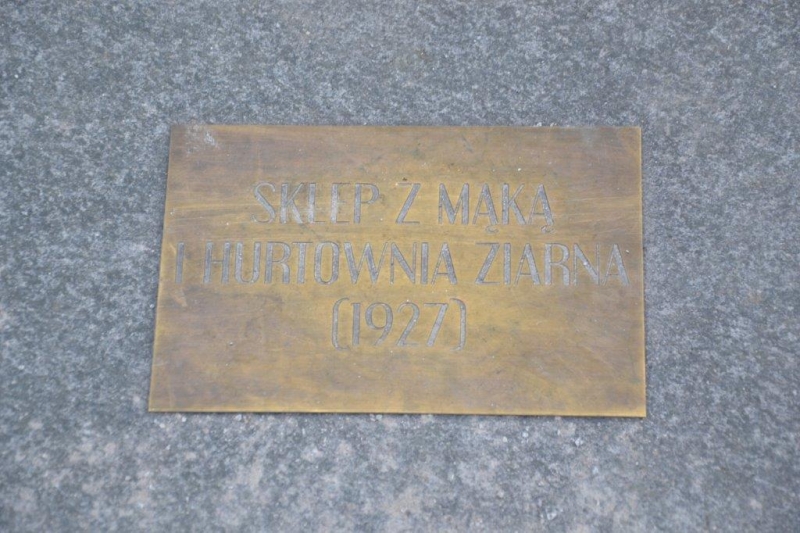 SKLEP Z MĄKĄ
I HURTOWNIA ZIARNA
(1927)